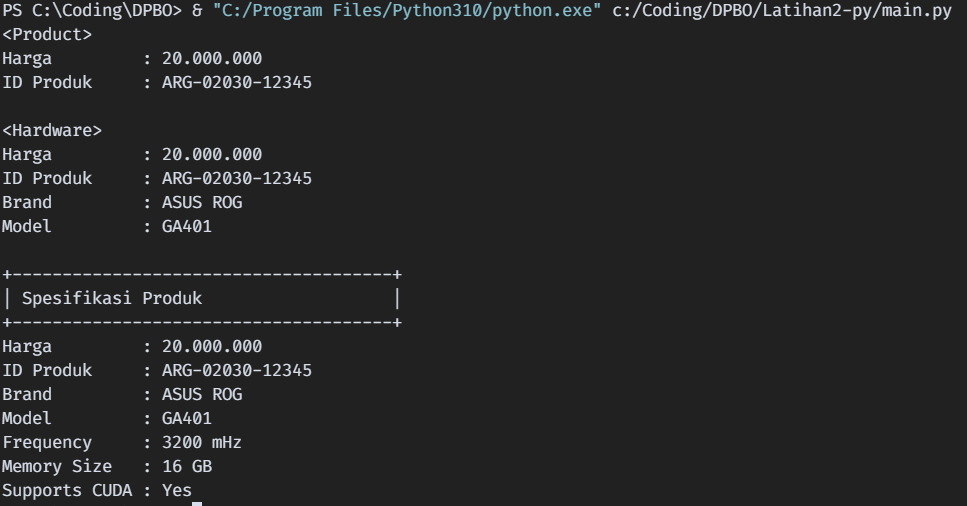 PS C:\Coding\DPBO> & "C:/Program Files/Python310/python.exe" c:/Coding/DPBO/Latihan2-py/main.py
<Product>
Harga         : 20.000.000
ID Produk     : ARG-02030-12345

<Hardware>
Harga         : 20.000.000
ID Produk     : ARG-02030-12345
Brand         : ASUS ROG
Model         : GA401

+--------------------------------------+
| Spesifikasi Produk                   |
+--------------------------------------+
Harga         : 20.000.000
ID Produk     : ARG-02030-12345
Brand         : ASUS ROG
Model         : GA401
Frequency     : 3200 mHz
Memory Size   : 16 GB
Supports CUDA : Yes